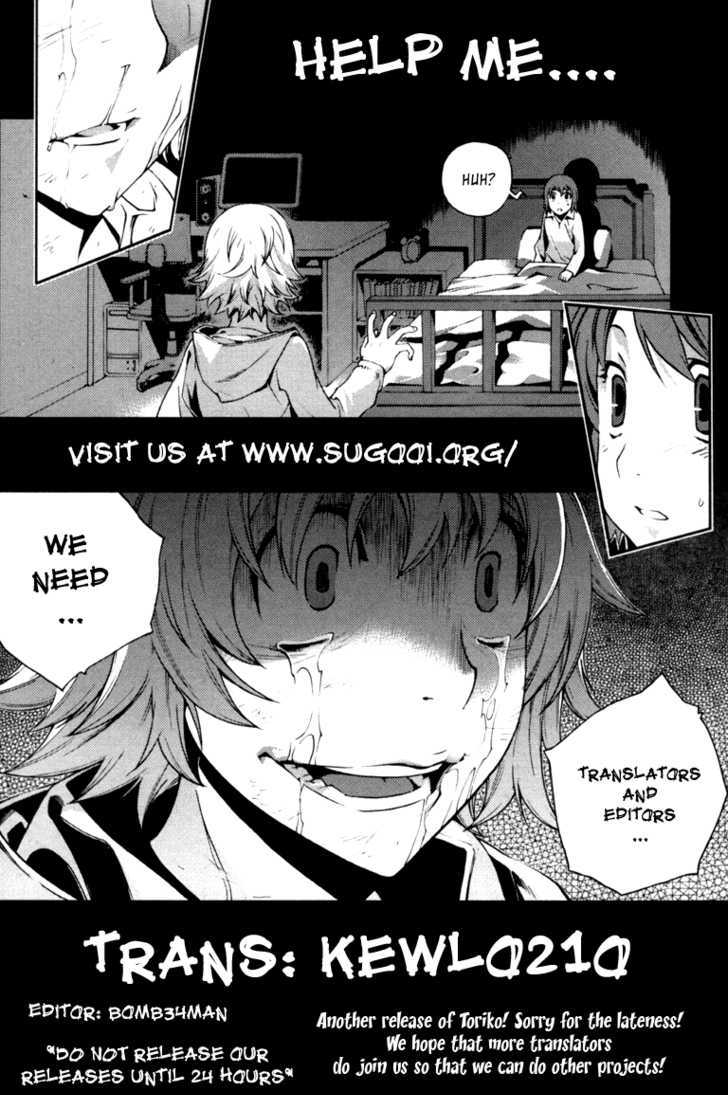 HELP ME....
HUH?
VISIT US AT WWW.SUGOOI.ORG/
WE
NEED
...
TRANSLATORS
AND
EDITORS
...
TRANS: KEWL0210
EDITOR: BOMB34MAN
*DO NOT RELEASE OUR
RELEASES UNTIL 24 HOURS*
Another release of Toriko! Sorry for the lateness!
We hope that more translators
do join us so that we can do other projects!